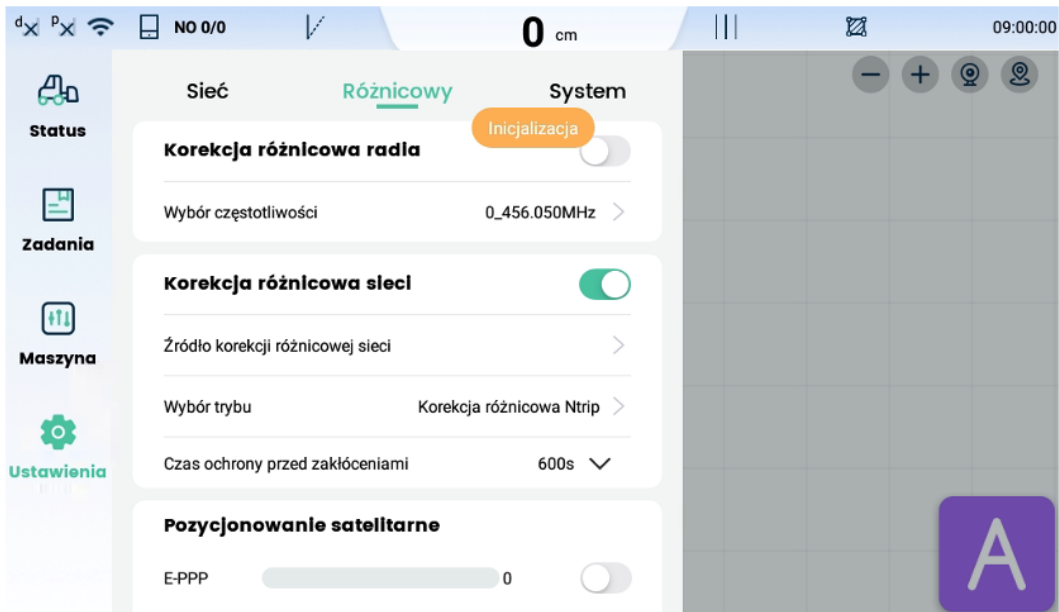 d P NO 0/0 0 cm 09:00:00
Sieć Różnicowy System
Inicjalizacja
Status
Korekcja różnicowa radia
Wybór częstotliwości 0_456.050MHz
Zadania
Korekcja różnicowa sieci
Źródło korekcji różnicowej sieci
Maszyna
Wybór trybu Korekcja różnicowa Ntrip
Czas ochrony przed zakłóceniami 600s
Ustawienia
Pozycjonowanie satelitarne
E-PPP 0
A